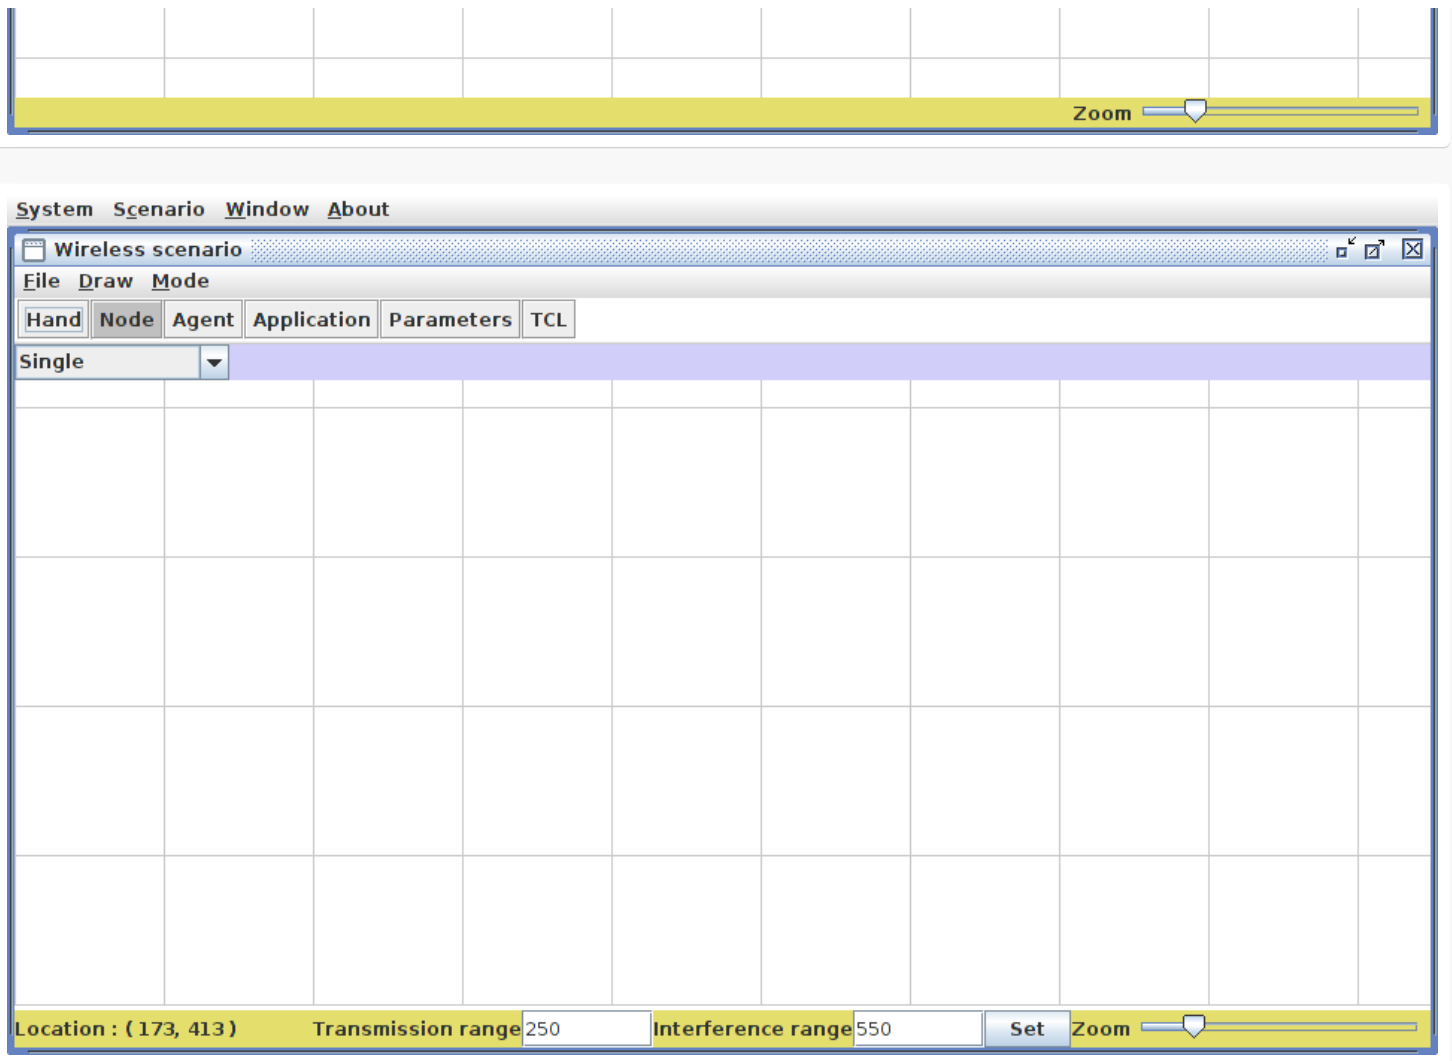 Zoom
System Scenario Window About
Wireless scenario
File Draw Mode
Hand Node Agent Application Parameters TCL
Single
Location : ( 173, 413 ) Transmission range 250 Interference range 550 Set Zoom